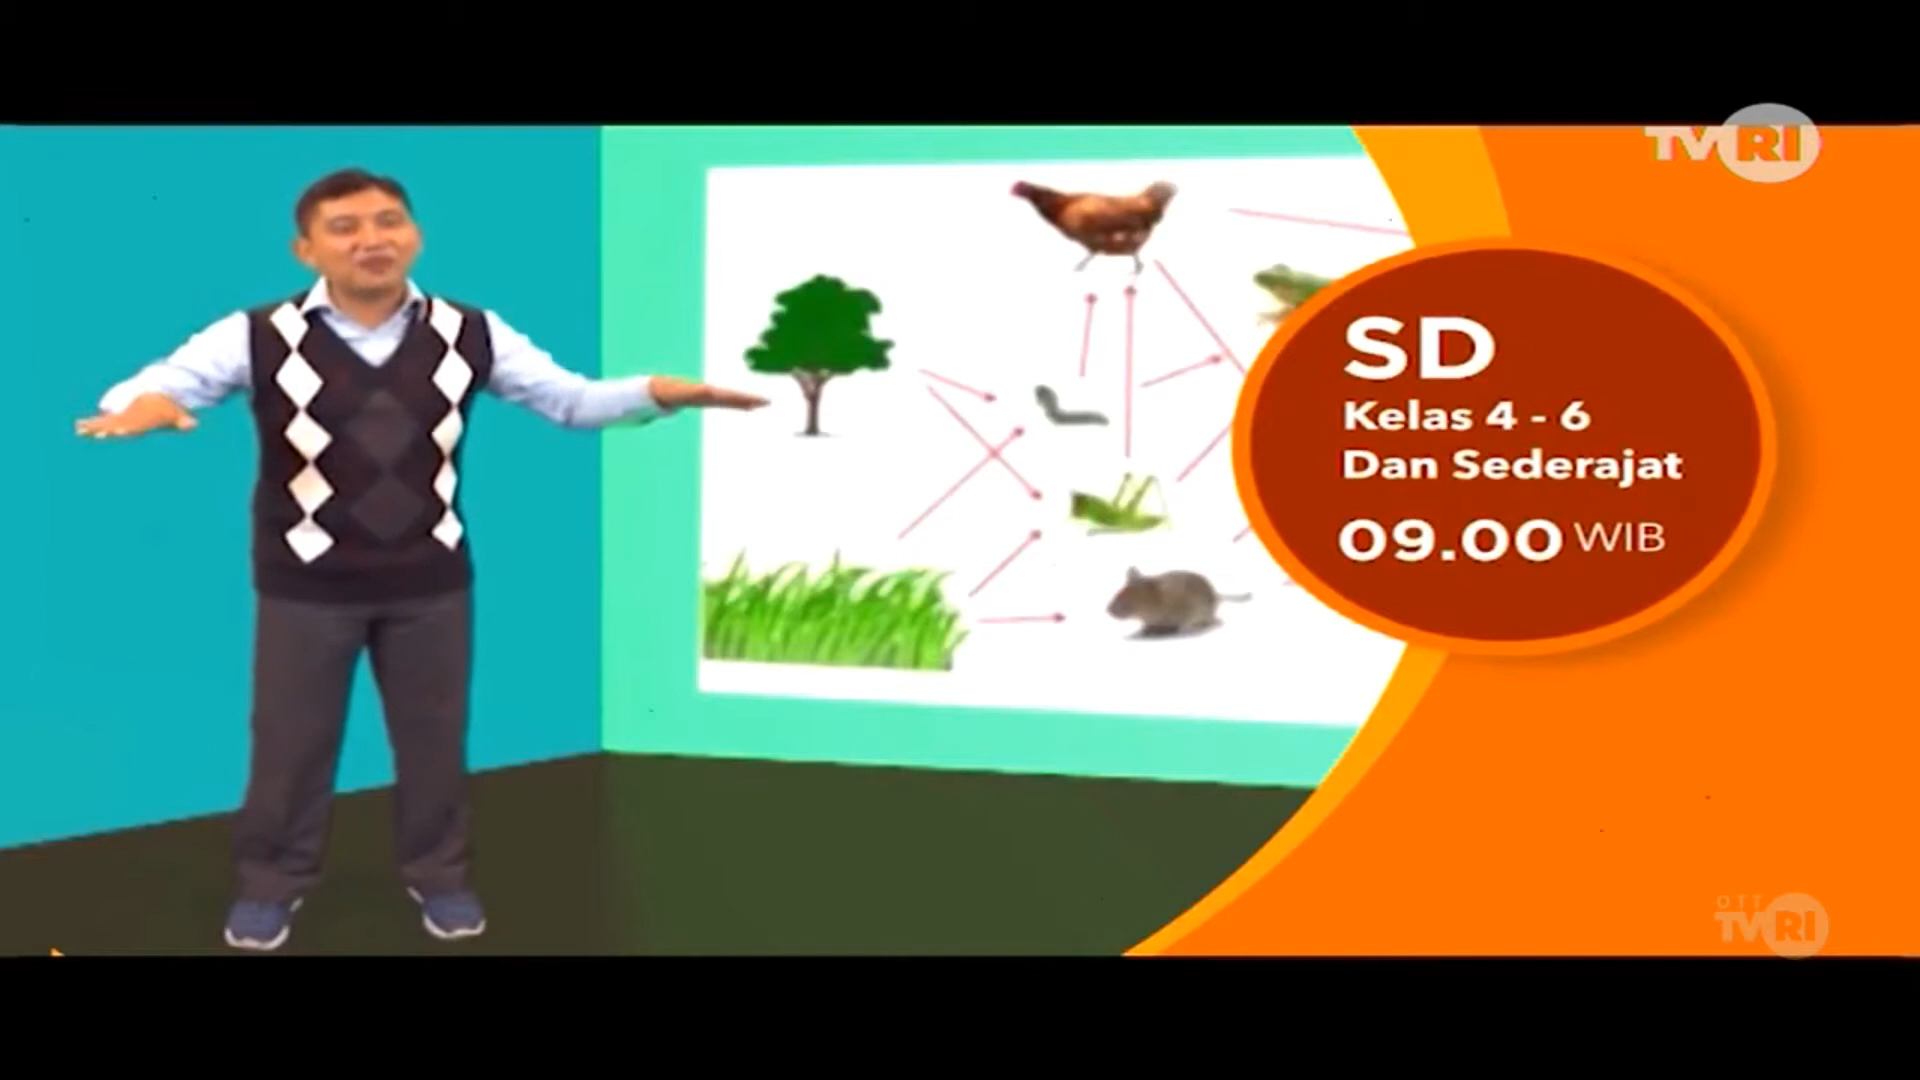 TVRI
SD
Kelas 4 - 6
Dan Sederajat
09.00 WIB
OTT
TVRI